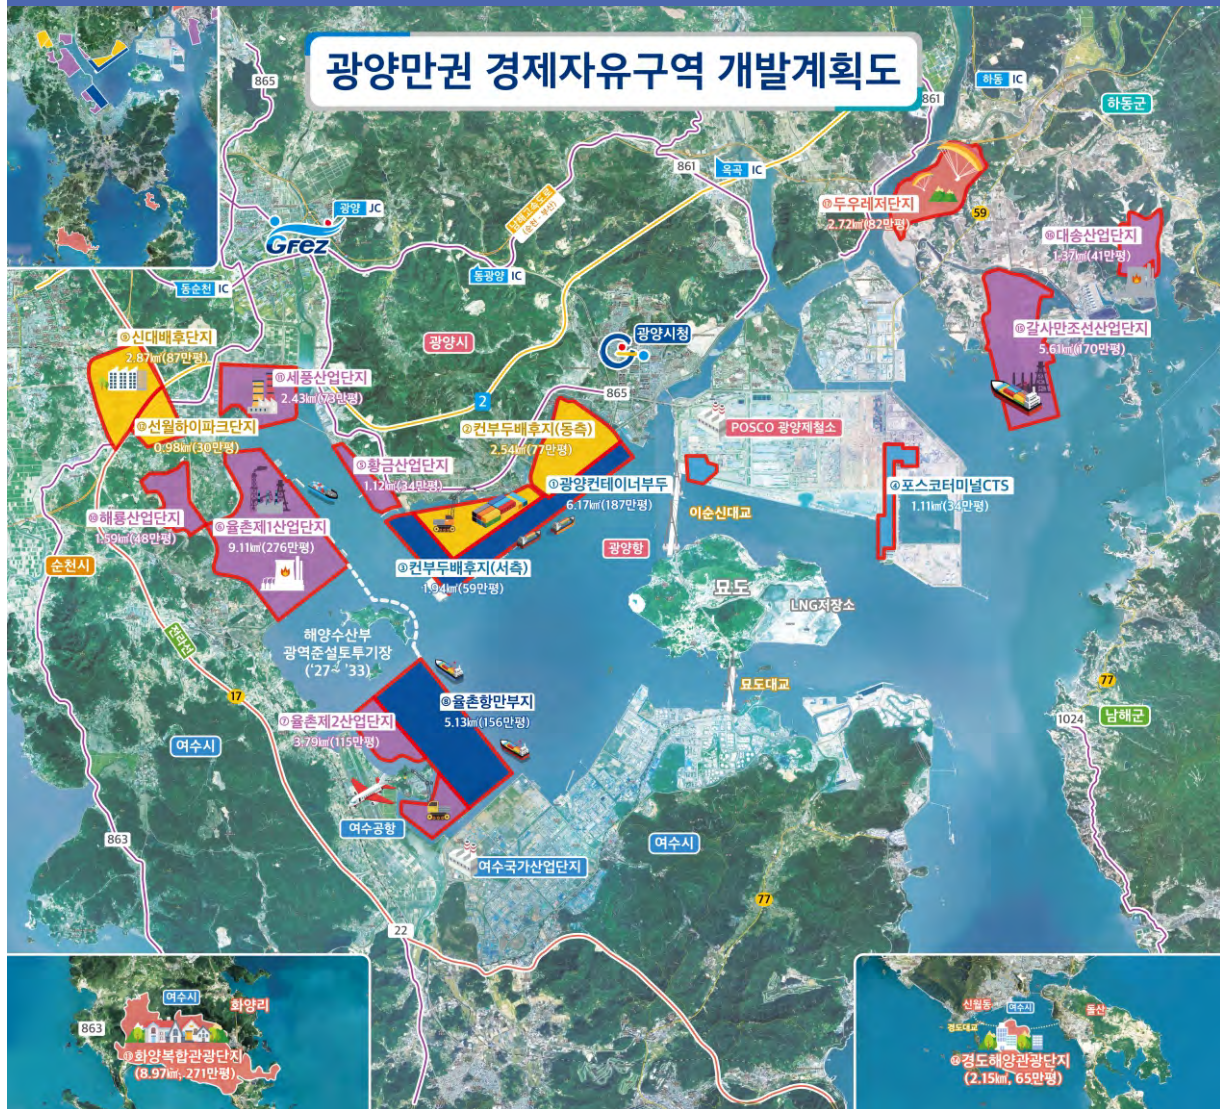 광양만권 경제자유구역 개발계획도
865
861
하동 IC
하동군
861
옥곡 IC
광양 JC
GFEZ
남해고속도로
(순천 - 부산)
⑰두우레저단지
2.72㎢(82만평)
59
⑯대송산업단지
1.37㎢(41만평)
동순천 IC
동광양 IC
⑨신대배후단지
2.87㎢(87만평)
광양시
광양시청
⑮갈사만조선산업단지
5.61㎢(170만평)
⑪세풍산업단지
2.43㎢(73만평)
865
2
⑫선월하이파크단지
0.98㎢(30만평)
②컨부두배후지(동측)
2.54㎢(77만평)
POSCO 광양제철소
⑤황금산업단지
1.12㎢(34만평)
①광양컨테이너부두
6.17㎢(187만평)
④포스코터미널CTS
1.11㎢(34만평)
⑩해룡산업단지
1.59㎢(48만평)
⑥율촌제1산업단지
9.11㎢(276만평)
이순신대교
광양항
순천시
③컨부두배후지(서측)
1.94㎢(59만평)
묘도
LNG저장소
전라선
해양수산부
광역준설토투기장
('27~ '33)
묘도대교
77
17
⑧율촌항만부지
5.13㎢(156만평)
⑦율촌제2산업단지
3.79㎢(115만평)
1024
남해군
여수시
여수공항
863
여수시
여수국가산업단지
77
22
여수시
화양리
863
⑬화양복합관광단지
(8.97㎢, 271만평)
신월동
여수시
돌산
경도대교
⑭경도해양관광단지
(2.15㎢, 65만평)